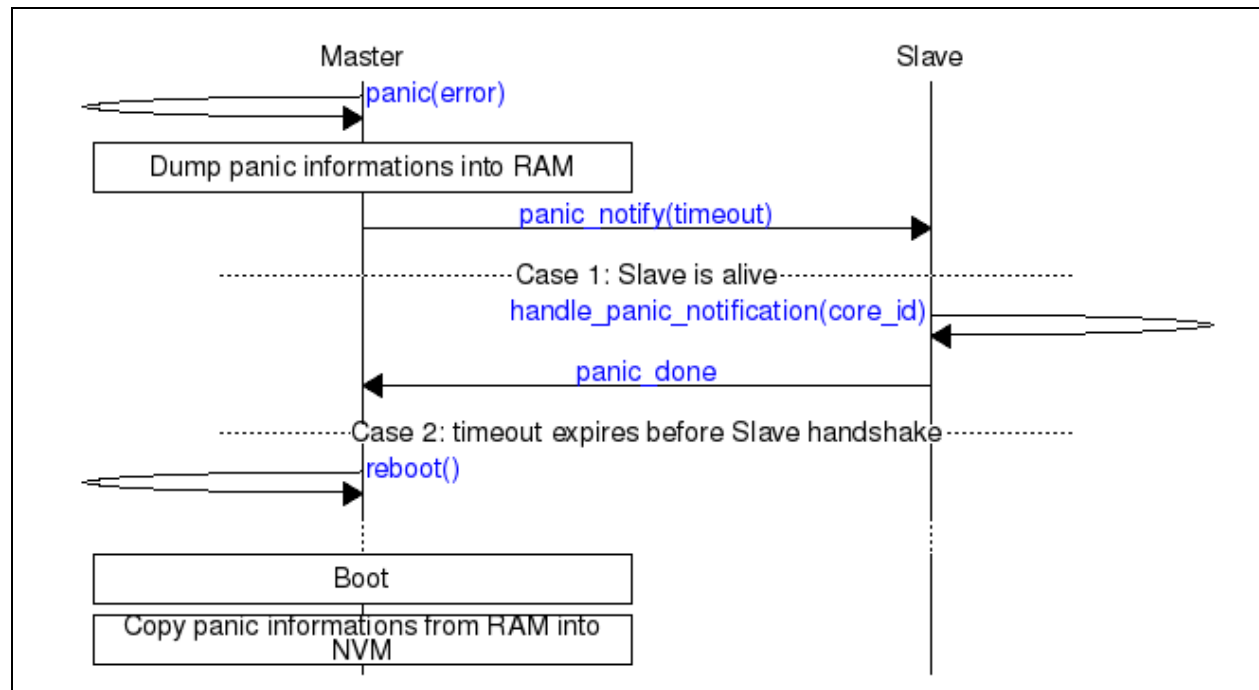 Master Slave
panic(error)
Dump panic informations into RAM
panic_notify(timeout)
Case 1: Slave is alive
handle_panic_notification(core_id)
panic_done
Case 2: timeout expires before Slave handshake
reboot()
Boot
Copy panic informations from RAM into
NVM